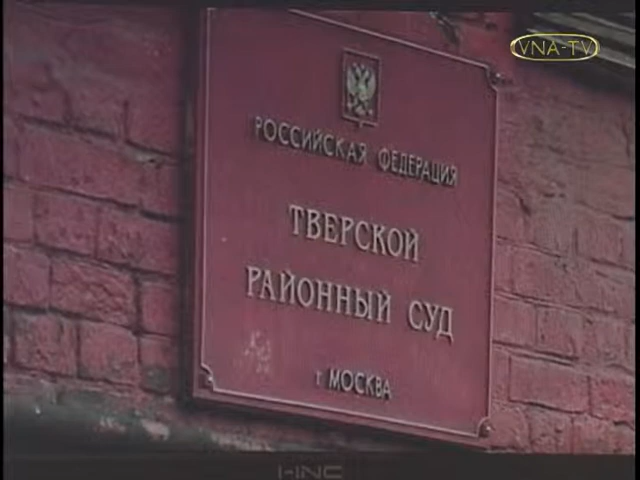 VNA-TV
РОССИЙСКАЯ ФЕДЕРАЦИЯ
ТВЕРСКОЙ
РАЙОННЫЙ СУД
г МОСКВА